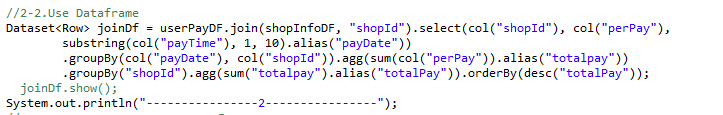 //2-2.Use Dataframe
Dataset<Row> joinDf = userPayDF.join(shopInfoDF, "shopId").select(col("shopId"), col("perPay"),
substring(col("payTime"), 1, 10).alias("payDate"))
.groupBy(col("payDate"), col("shopId")).agg(sum(col("perPay")).alias("totalpay"))
.groupBy("shopId").agg(sum("totalpay").alias("totalPay")).orderBy(desc("totalPay"));
joinDf.show();
System.out.println("----------------2----------------");